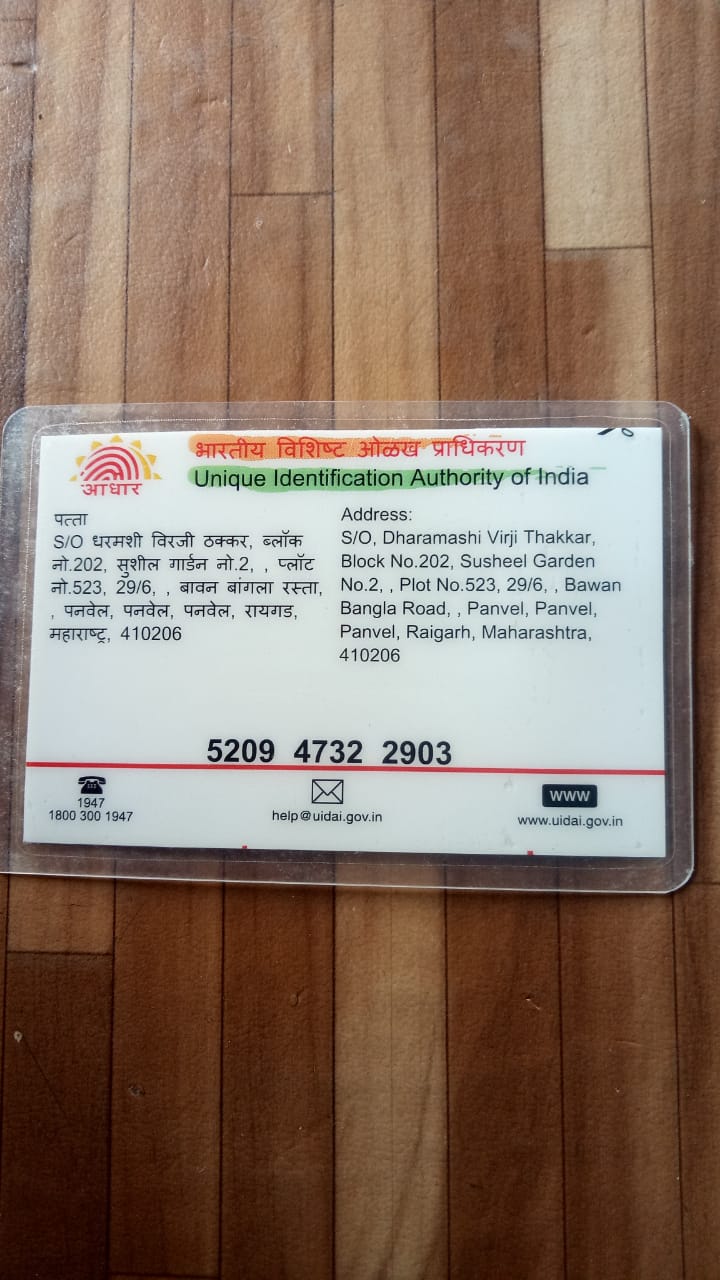 भारतीय विशिष्ट ओळख प्राधिकरण
Unique Identification Authority of India
आधार
पत्ता
S/O धरमशी विरजी ठक्कर, ब्लॉक
नो.202, सुशील गार्डन नो.2, , प्लॉट
नो.523, 29/6, , बावन बांगला रस्ता,
, पनवेल, पनवेल, पनवेल, रायगड,
महाराष्ट्र, 410206
Address:
S/O, Dharamashi Virji Thakkar,
Block No.202, Susheel Garden
No.2, , Plot No.523, 29/6, , Bawan
Bangla Road, , Panvel, Panvel,
Panvel, Raigarh, Maharashtra,
410206
5209 4732 2903
1947
1800 300 1947
help@uidai.gov.in
www
www.uidai.gov.in